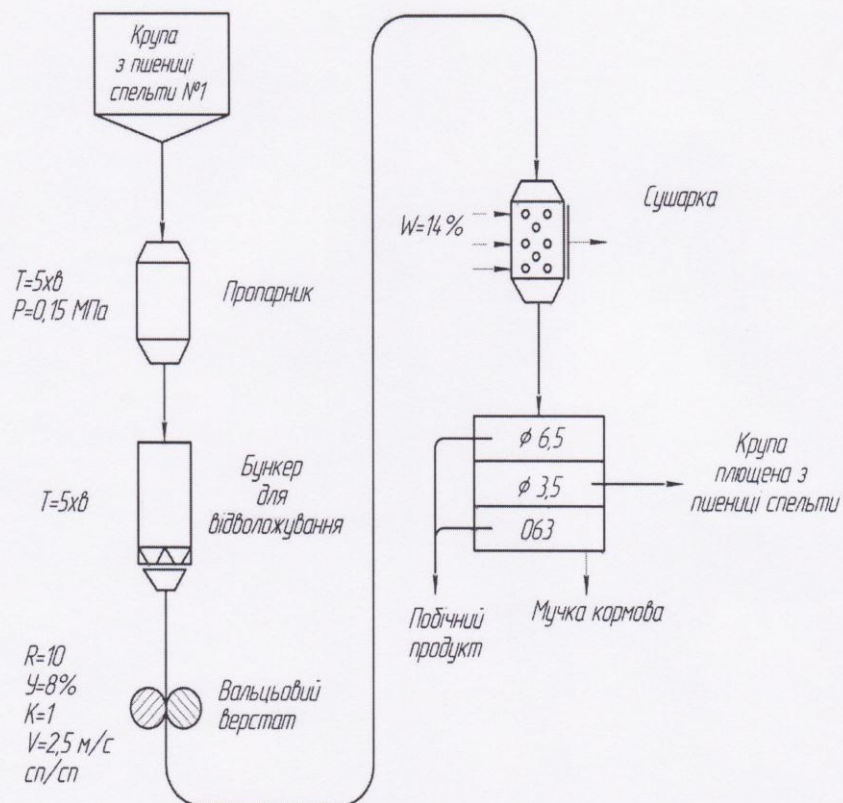 Крупа
з пшениці
спельти №1
Т=5хв
Р=0,15 МПа
Пропарник
Т=5хв
Бункер
для
відволожування
R=10
У=8%
К=1
V=2,5 м/с
сп/сп
Вальцьовий
верстат
W=14%
Сушарка
ϕ 6,5
ϕ 3,5
063
Крупа
плющена з
пшениці спельти
Побічний
продукт
Мучка кормова